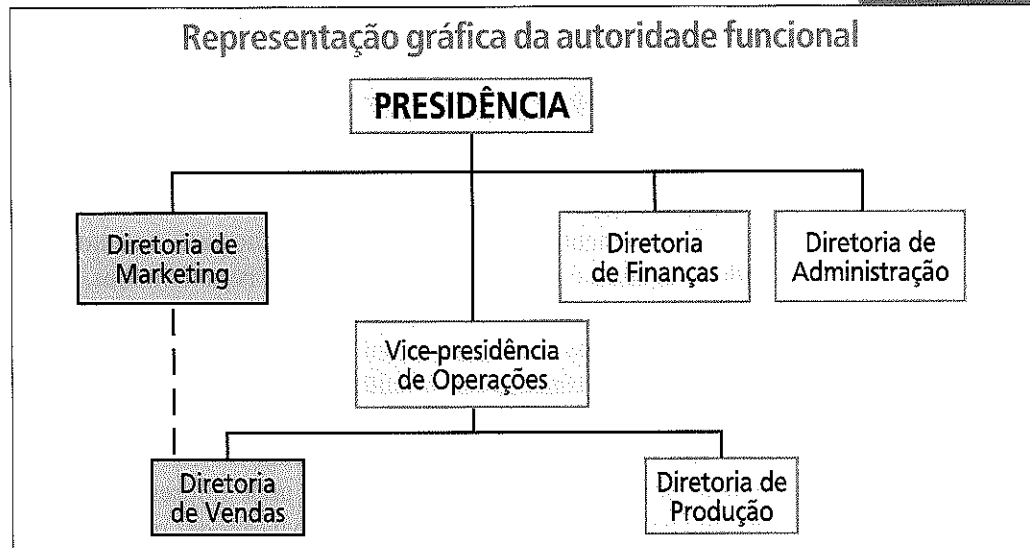 Representação gráfica da autoridade funcional
PRESIDÊNCIA
Diretoria de
Marketing
Diretoria
de Finanças
Diretoria de
Administração
Vice-presidência
de Operações
Diretoria
de Vendas
Diretoria de
Produção